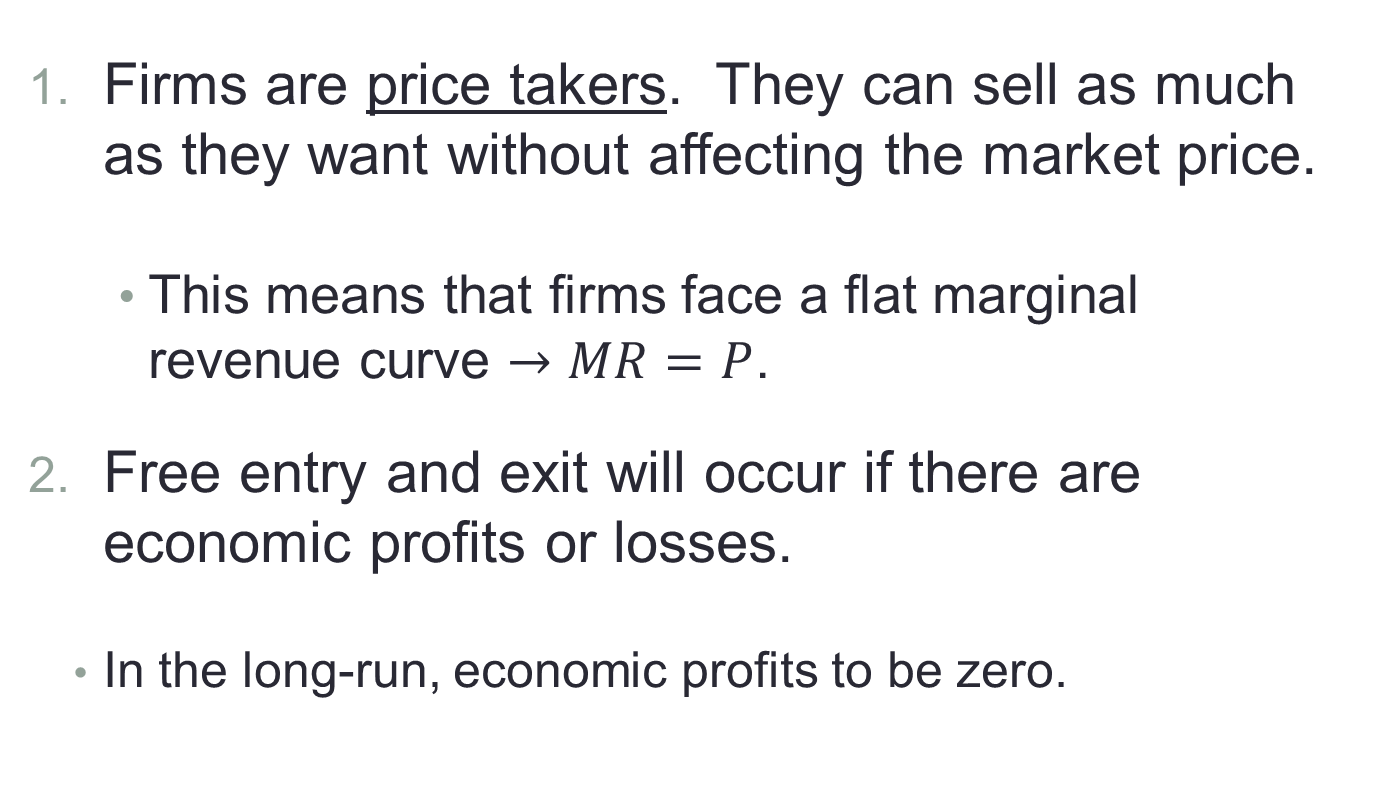 1. Firms are price takers.  They can sell as much
as they want without affecting the market price.
• This means that firms face a flat marginal
revenue curve → MR = P.
2. Free entry and exit will occur if there are
economic profits or losses.
• In the long-run, economic profits to be zero.